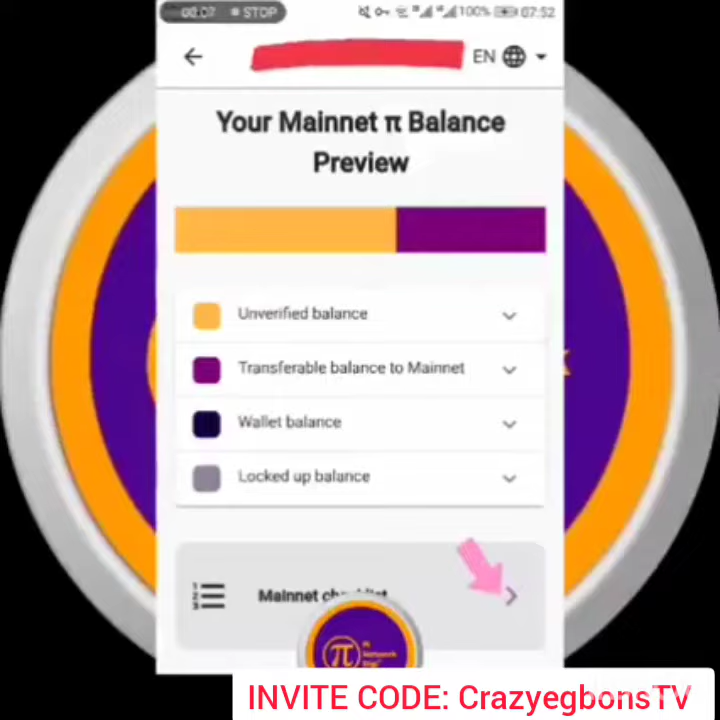 00:07 STOP 100% 07:52
EN
Your Mainnet π Balance
Preview
Unverified balance
Transferable balance to Mainnet
Wallet balance
Locked up balance
Mainnet checklist
π
INVITE CODE: CrazyegbonsTV